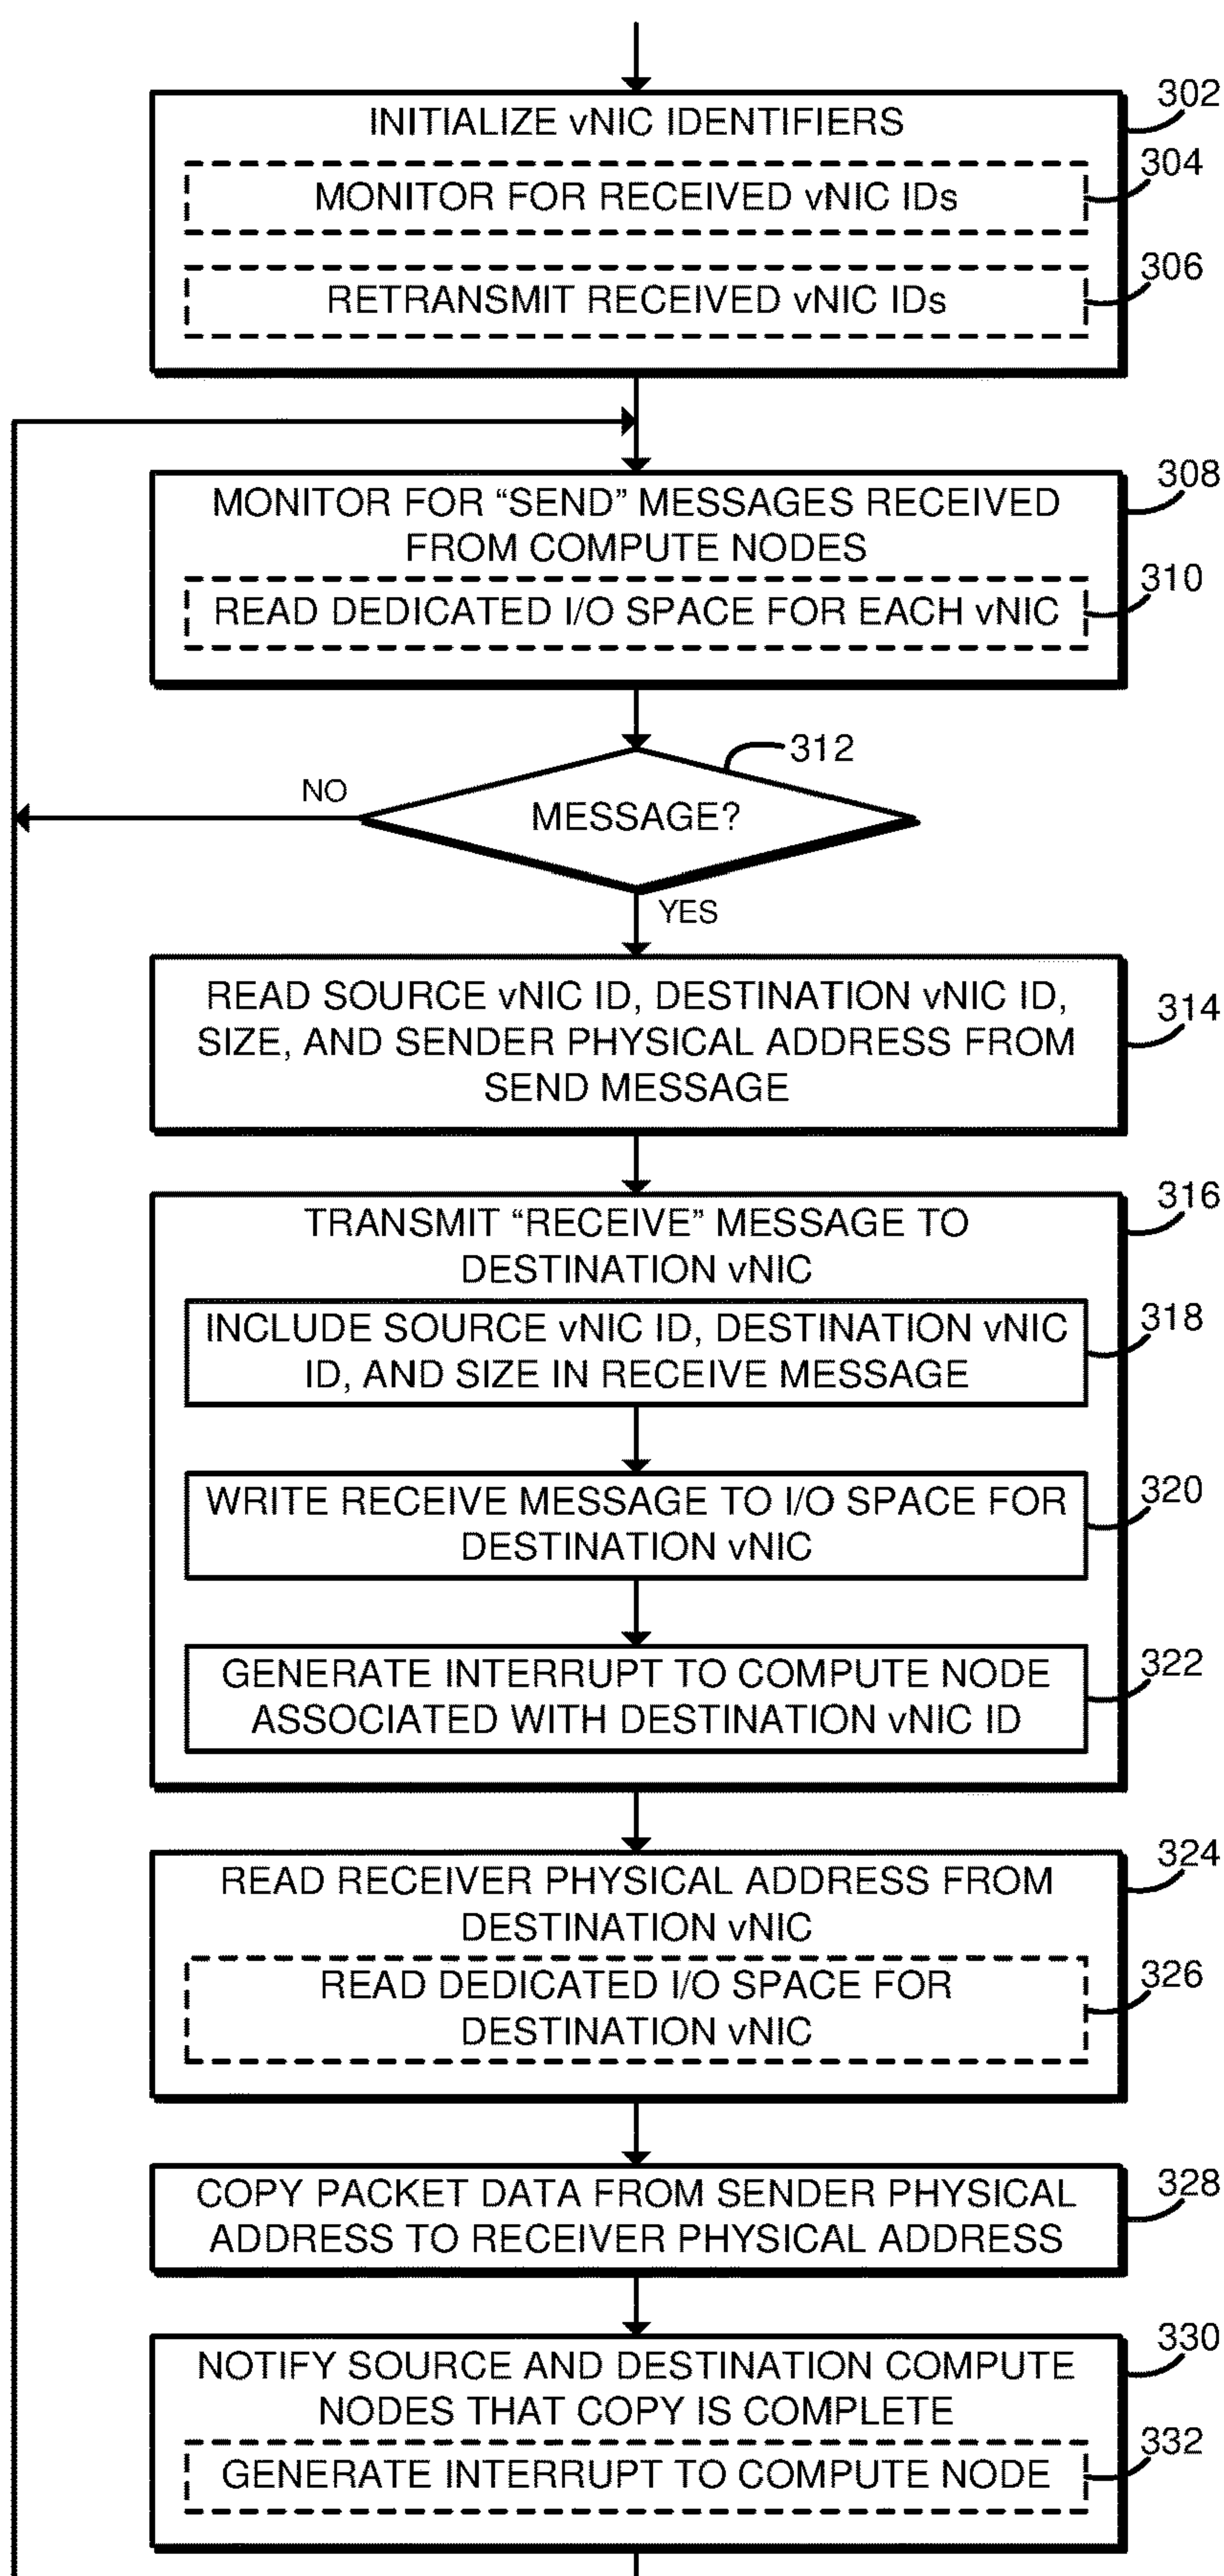 INITIALIZE vNIC IDENTIFIERS
302
MONITOR FOR RECEIVED vNIC IDs
304
RETRANSMIT RECEIVED vNIC IDs
306
MONITOR FOR “SEND” MESSAGES RECEIVED
FROM COMPUTE NODES
308
READ DEDICATED I/O SPACE FOR EACH vNIC
310
MESSAGE?
312
NO
YES
READ SOURCE vNIC ID, DESTINATION vNIC ID,
SIZE, AND SENDER PHYSICAL ADDRESS FROM
SEND MESSAGE
314
TRANSMIT “RECEIVE” MESSAGE TO
DESTINATION vNIC
316
INCLUDE SOURCE vNIC ID, DESTINATION vNIC
ID, AND SIZE IN RECEIVE MESSAGE
318
WRITE RECEIVE MESSAGE TO I/O SPACE FOR
DESTINATION vNIC
320
GENERATE INTERRUPT TO COMPUTE NODE
ASSOCIATED WITH DESTINATION vNIC ID
322
READ RECEIVER PHYSICAL ADDRESS FROM
DESTINATION vNIC
324
READ DEDICATED I/O SPACE FOR
DESTINATION vNIC
326
COPY PACKET DATA FROM SENDER PHYSICAL
ADDRESS TO RECEIVER PHYSICAL ADDRESS
328
NOTIFY SOURCE AND DESTINATION COMPUTE
NODES THAT COPY IS COMPLETE
330
GENERATE INTERRUPT TO COMPUTE NODE
332